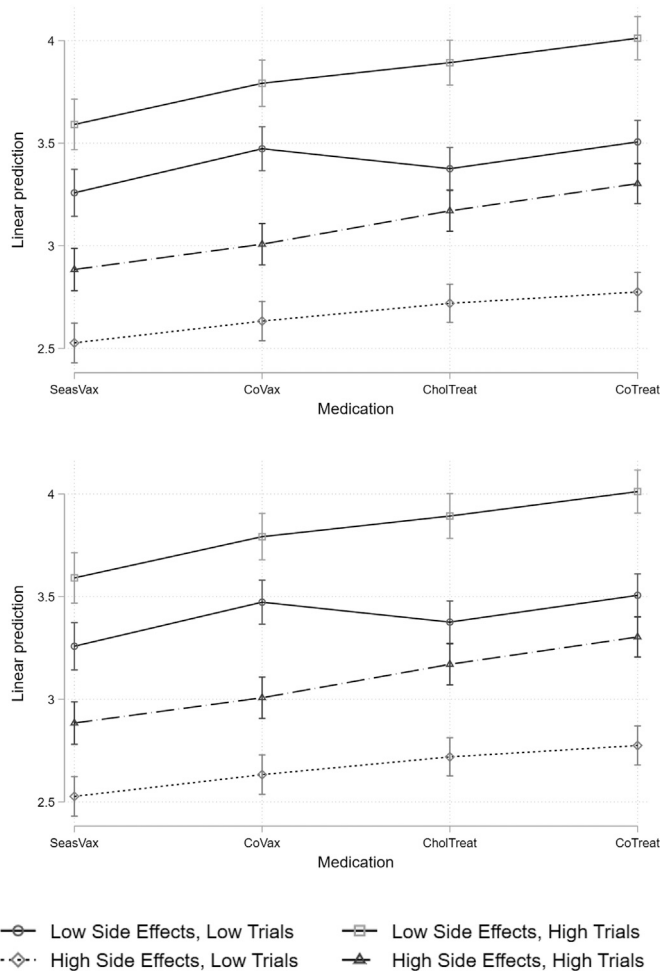 4
3.5
3
2.5
Linear prediction
SeasVax CoVax CholTreat CoTreat
Medication
4
3.5
3
2.5
Linear prediction
SeasVax CoVax CholTreat CoTreat
Medication
Low Side Effects, Low Trials Low Side Effects, High Trials
High Side Effects, Low Trials High Side Effects, High Trials